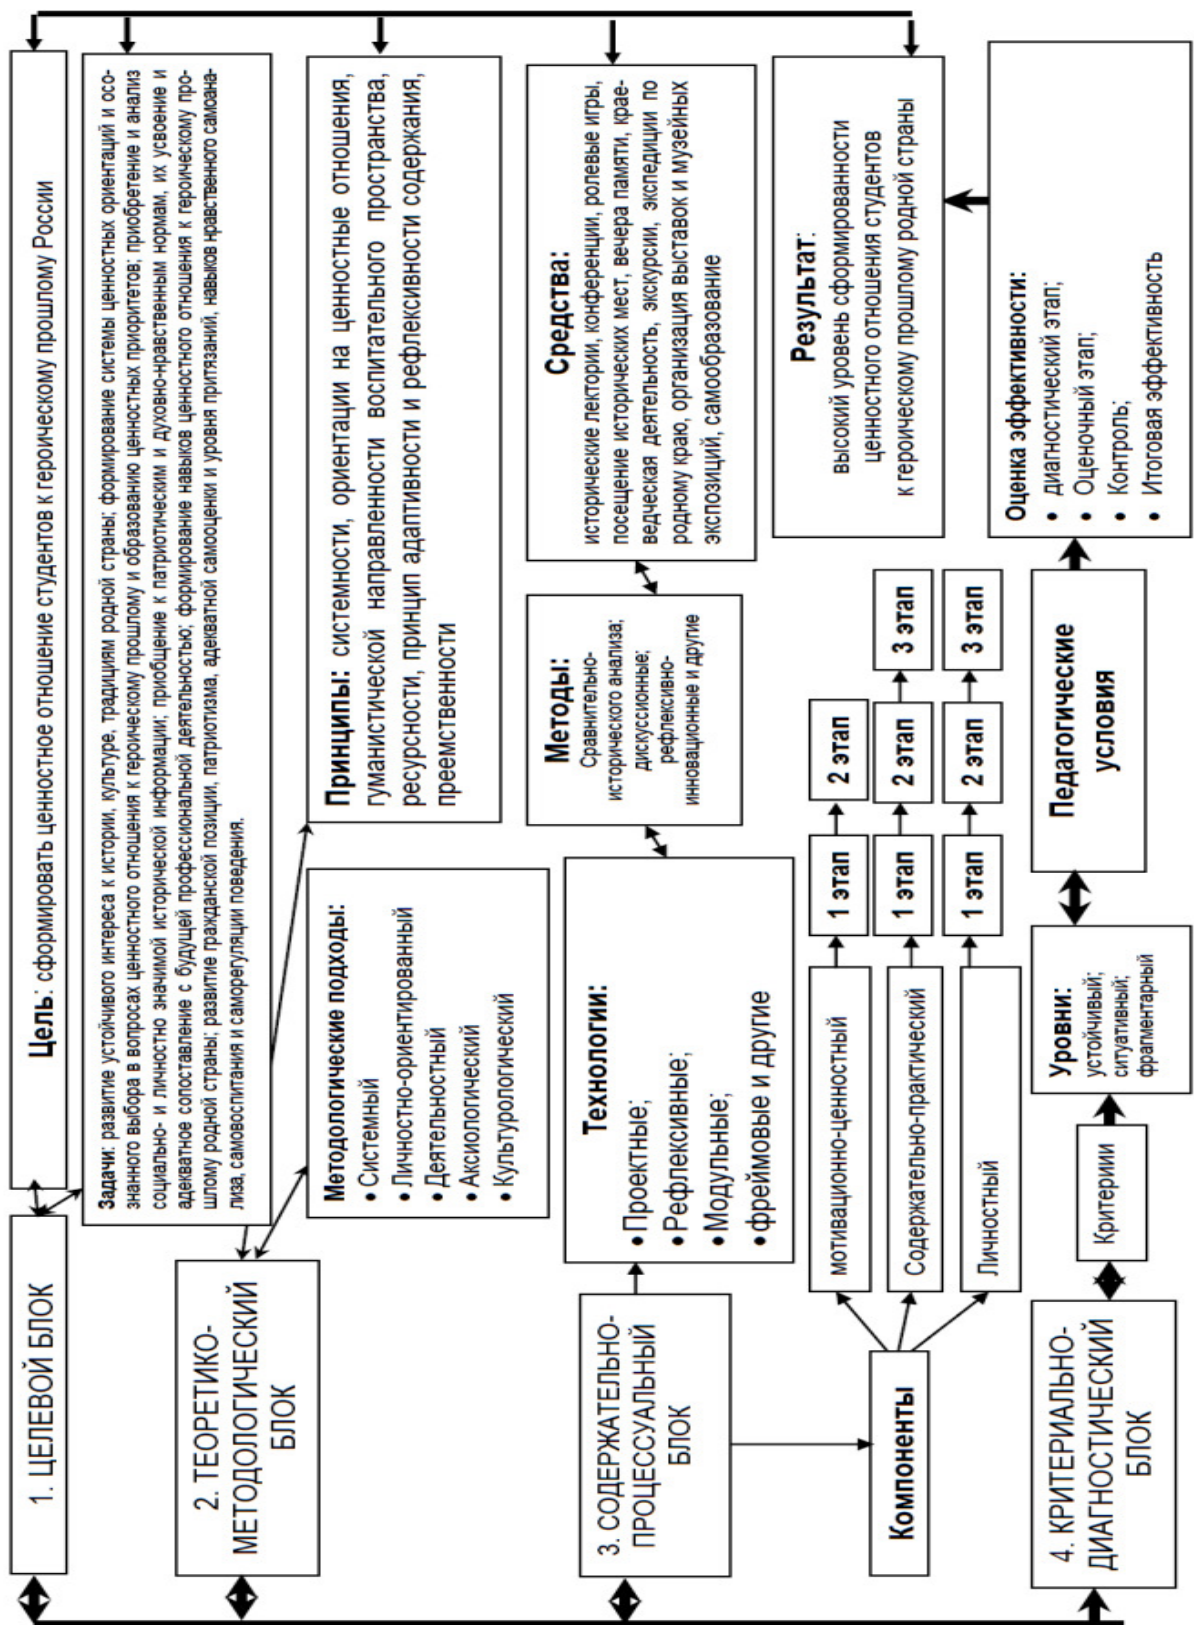 1. ЦЕЛЕВОЙ БЛОК
Цель: сформировать ценностное отношение студентов к героическому прошлому России
Задачи: развитие устойчивого интереса к истории, культуре, традициям родной страны; формирование системы ценностных ориентаций и осо-
знанного выбора в вопросах ценностного отношения к героическому прошлому и образованию ценностных приоритетов; приобретение и анализ
социально- и личностно значимой исторической информации; приобщение к патриотическим и духовно-нравственным нормам, их усвоение и
адекватное сопоставление с будущей профессиональной деятельностью; формирование навыков ценностного отношения к героическому про-
шлому родной страны; развитие гражданской позиции, патриотизма, адекватной самооценки и уровня притязаний, навыков нравственного самоана-
лиза, самовоспитания и саморегуляции поведения.
2. ТЕОРЕТИКО-
МЕТОДОЛОГИЧЕСКИЙ
БЛОК
Методологические подходы:
• Системный
• Личностно-ориентированный
• Деятельностный
• Аксиологический
• Культурологический
Принципы: системности, ориентации на ценностные отношения,
гуманистической направленности воспитательного пространства,
ресурсности, принцип адаптивности и рефлексивности содержания,
преемственности
3. СОДЕРЖАТЕЛЬНО-
ПРОЦЕССУАЛЬНЫЙ
БЛОК
Технологии:
• Проектные;
• Рефлексивные;
• Модульные;
• фреймовые и другие
Методы:
Сравнительно-
исторического анализа;
дискуссионные;
рефлексивно-
инновационные и другие
Средства:
исторические лектории, конференции, ролевые игры,
посещение исторических мест, вечера памяти, крае-
ведческая деятельность, экскурсии, экспедиции по
родному краю, организация выставок и музейных
экспозиций, самообразование
Компоненты
мотивационно-ценностный
1 этап
2 этап
Содержательно-практический
1 этап
2 этап
3 этап
Личностный
1 этап
2 этап
3 этап
Результат:
высокий уровень сформированности
ценностного отношения студентов
к героическому прошлому родной страны
4. КРИТЕРИАЛЬНО-
ДИАГНОСТИЧЕСКИЙ
БЛОК
Критериии
Уровни:
устойчивый;
ситуативный;
фрагментарный
Педагогические
условия
Оценка эффективности:
• диагностический этап;
• Оценочный этап;
• Контроль;
• Итоговая эффективность